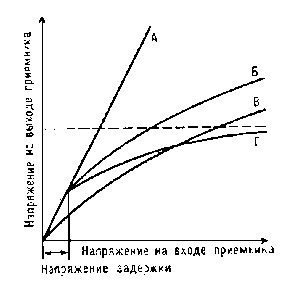 А
Б
В
Г
Напряжение на выходе приемника
Напряжение на входе приемника
Напряжение задержки